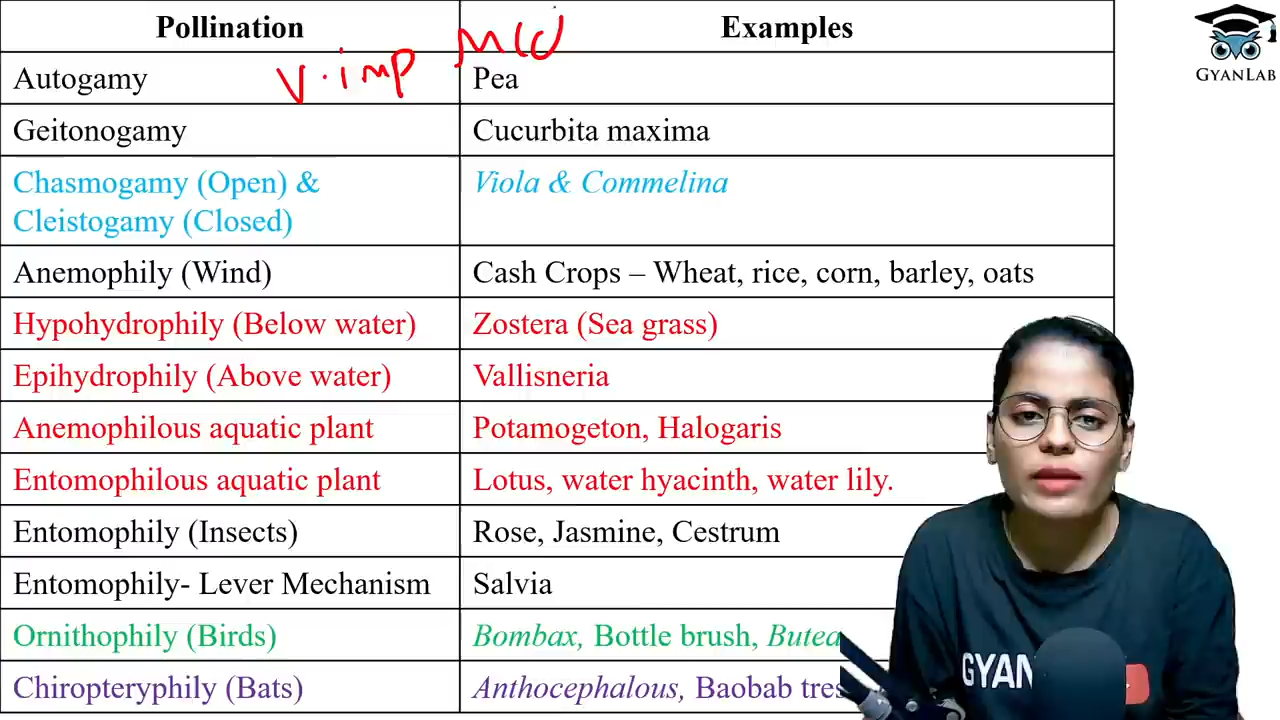 Pollination Examples
V.imp MCQ
Autogamy Pea
Geitonogamy Cucurbita maxima
Chasmogamy (Open) & Viola & Commelina
Cleistogamy (Closed)
Anemophily (Wind) Cash Crops – Wheat, rice, corn, barley, oats
Hypohydrophily (Below water) Zostera (Sea grass)
Epihydrophily (Above water) Vallisneria
Anemophilous aquatic plant Potamogeton, Halogaris
Entomophilous aquatic plant Lotus, water hyacinth, water lily.
Entomophily (Insects) Rose, Jasmine, Cestrum
Entomophily- Lever Mechanism Salvia
Ornithophily (Birds) Bombax, Bottle brush, Butea
Chiropteryphily (Bats) Anthocephalous, Baobab tres
GYANLAB
GYAN